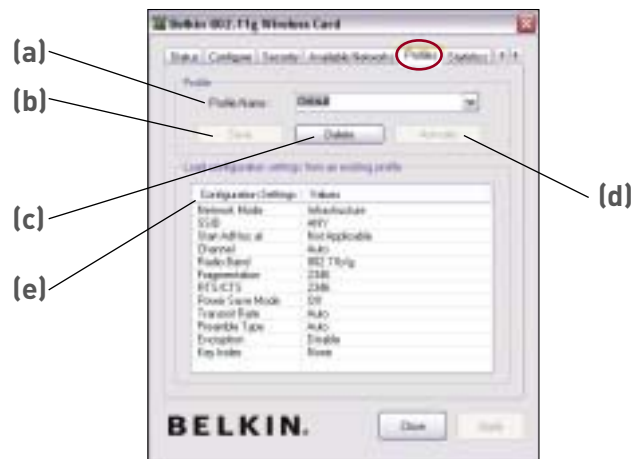 Belkin 802.11g Wireless Card
Status Configure Security Available Networks Profiles Statistics
(a)
Profile
(b)
Profile Name:
Default
Save Delete Activate
Load configuration settings from an existing profile
(c)
(d)
(e)
Configuration Settings Values
Network Mode Infrastructure
SSID ANY
Start AdHoc at Not Applicable
Channel Auto
Radio Band 802.11b/g
Fragmentation 2346
RTS/CTS 2346
Power Save Mode Off
Transmit Rate Auto
Preamble Type Auto
Encryption Disable
Key Index None
BELKIN.
Close Apply